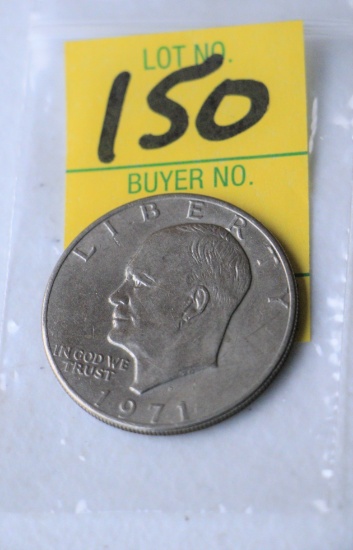 LOT NO.
150
BUYER NO.
LIBERTY
IN GOD WE
TRUST
1971